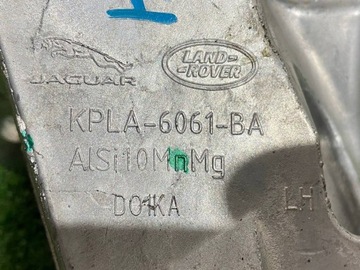 JAGUAR
LAND-
-ROVER
KPLA-6061-BA
AlSi10MnMg
D01KA
LH